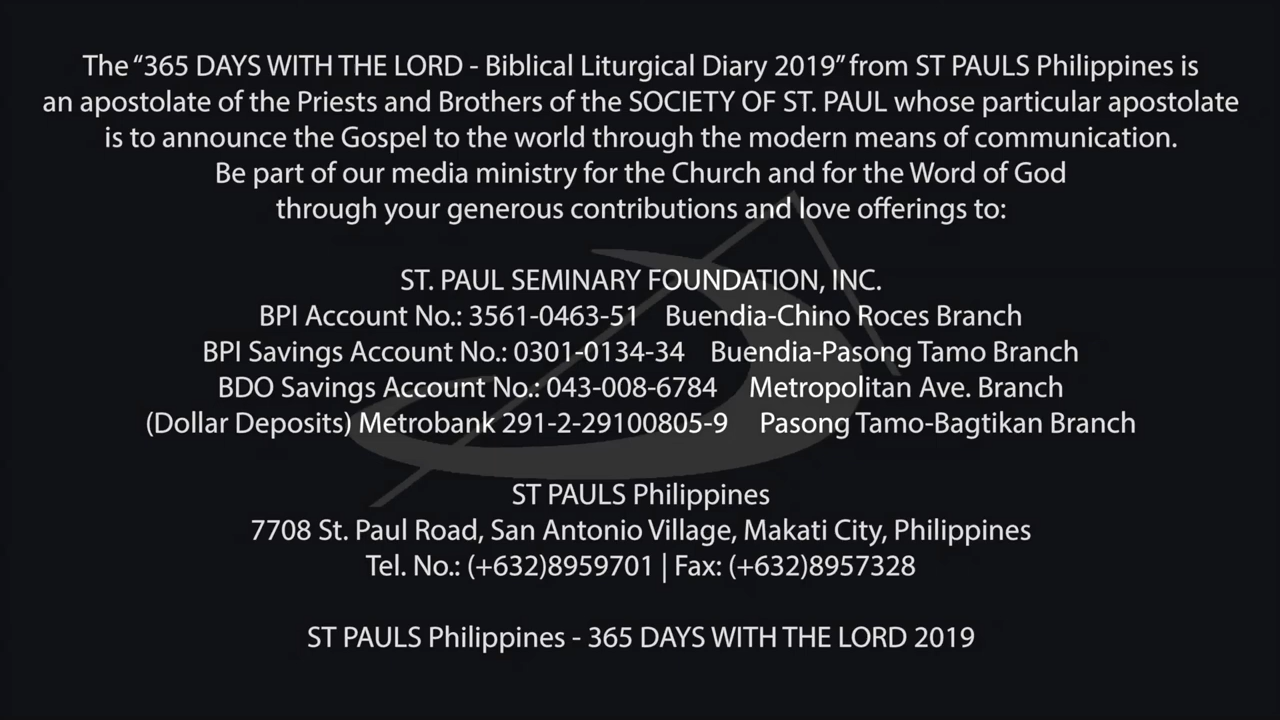 The “365 DAYS WITH THE LORD - Biblical Liturgical Diary 2019” from ST PAULS Philippines is
an apostolate of the Priests and Brothers of the SOCIETY OF ST. PAUL whose particular apostolate
is to announce the Gospel to the world through the modern means of communication.
Be part of our media ministry for the Church and for the Word of God
through your generous contributions and love offerings to:
ST. PAUL SEMINARY FOUNDATION, INC.
BPI Account No.: 3561-0463-51 Buendia-Chino Roces Branch
BPI Savings Account No.: 0301-0134-34 Buendia-Pasong Tamo Branch
BDO Savings Account No.: 043-008-6784 Metropolitan Ave. Branch
(Dollar Deposits) Metrobank 291-2-29100805-9 Pasong Tamo-Bagtikan Branch
ST PAULS Philippines
7708 St. Paul Road, San Antonio Village, Makati City, Philippines
Tel. No.: (+632)8959701 | Fax: (+632)8957328
ST PAULS Philippines - 365 DAYS WITH THE LORD 2019